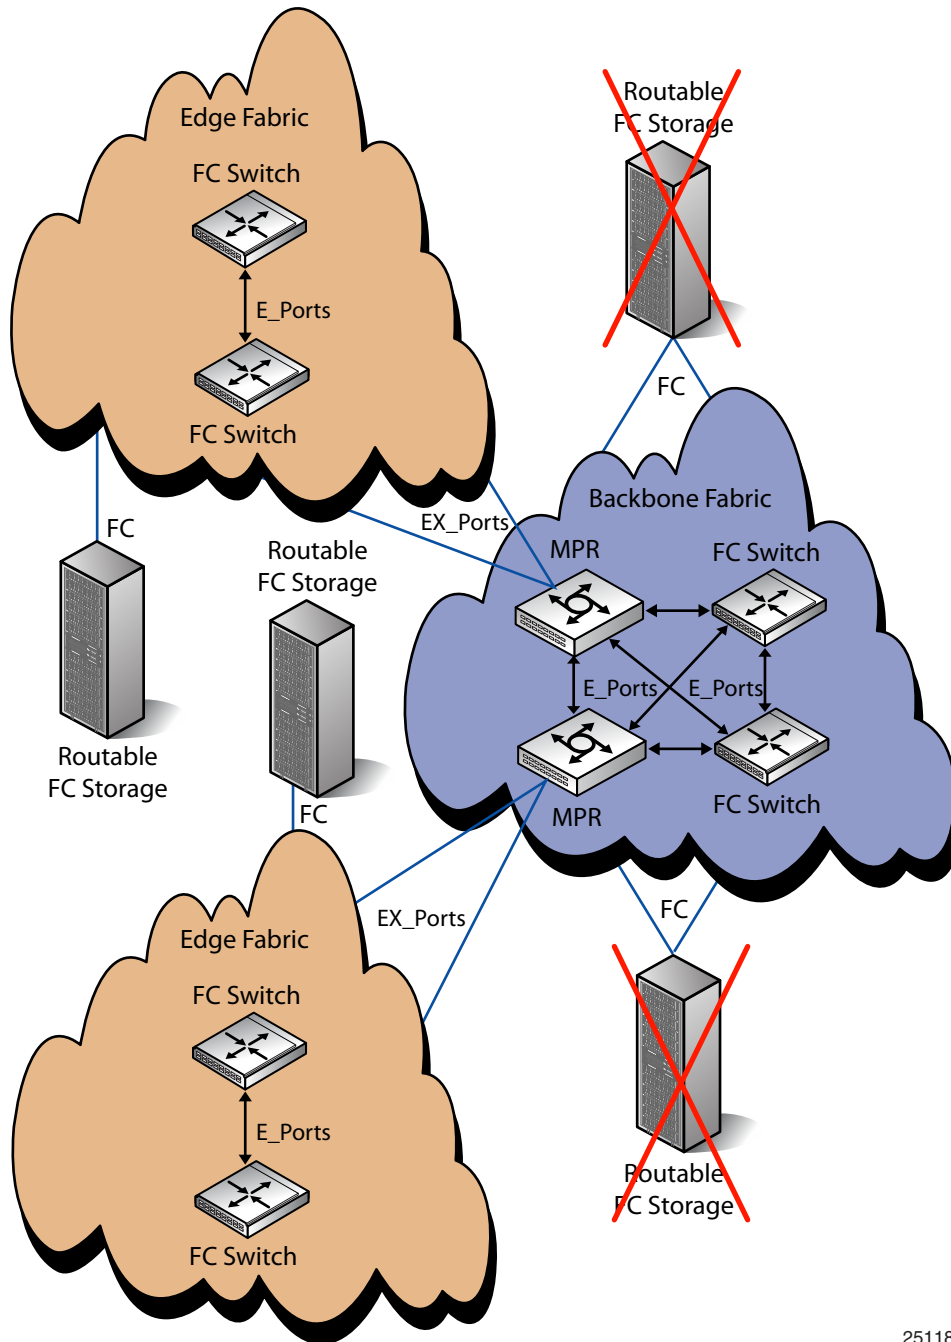 Edge Fabric
FC Switch
E_Ports
FC Switch
Routable
FC Storage
FC
Backbone Fabric
EX_Ports
MPR
FC Switch
E_Ports
E_Ports
MPR
FC Switch
FC
Routable
FC Storage
Routable
FC Storage
FC
Edge Fabric
FC Switch
E_Ports
FC Switch
EX_Ports
FC
Routable
FC Storage
25118